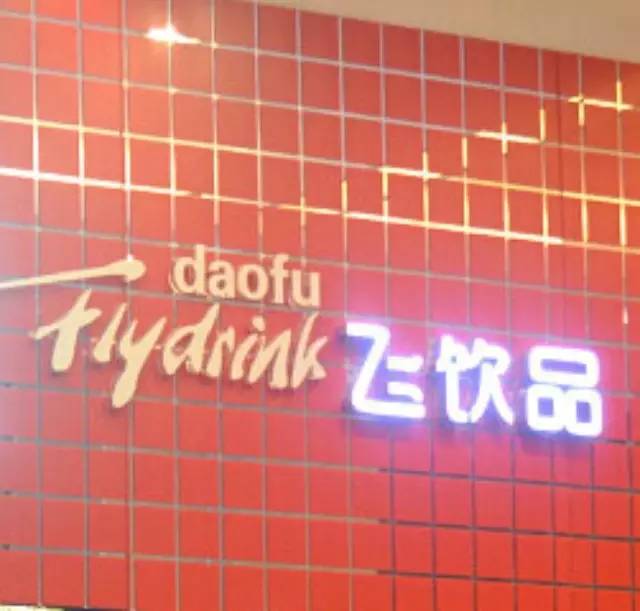 daofu
flydrink 飞饮品